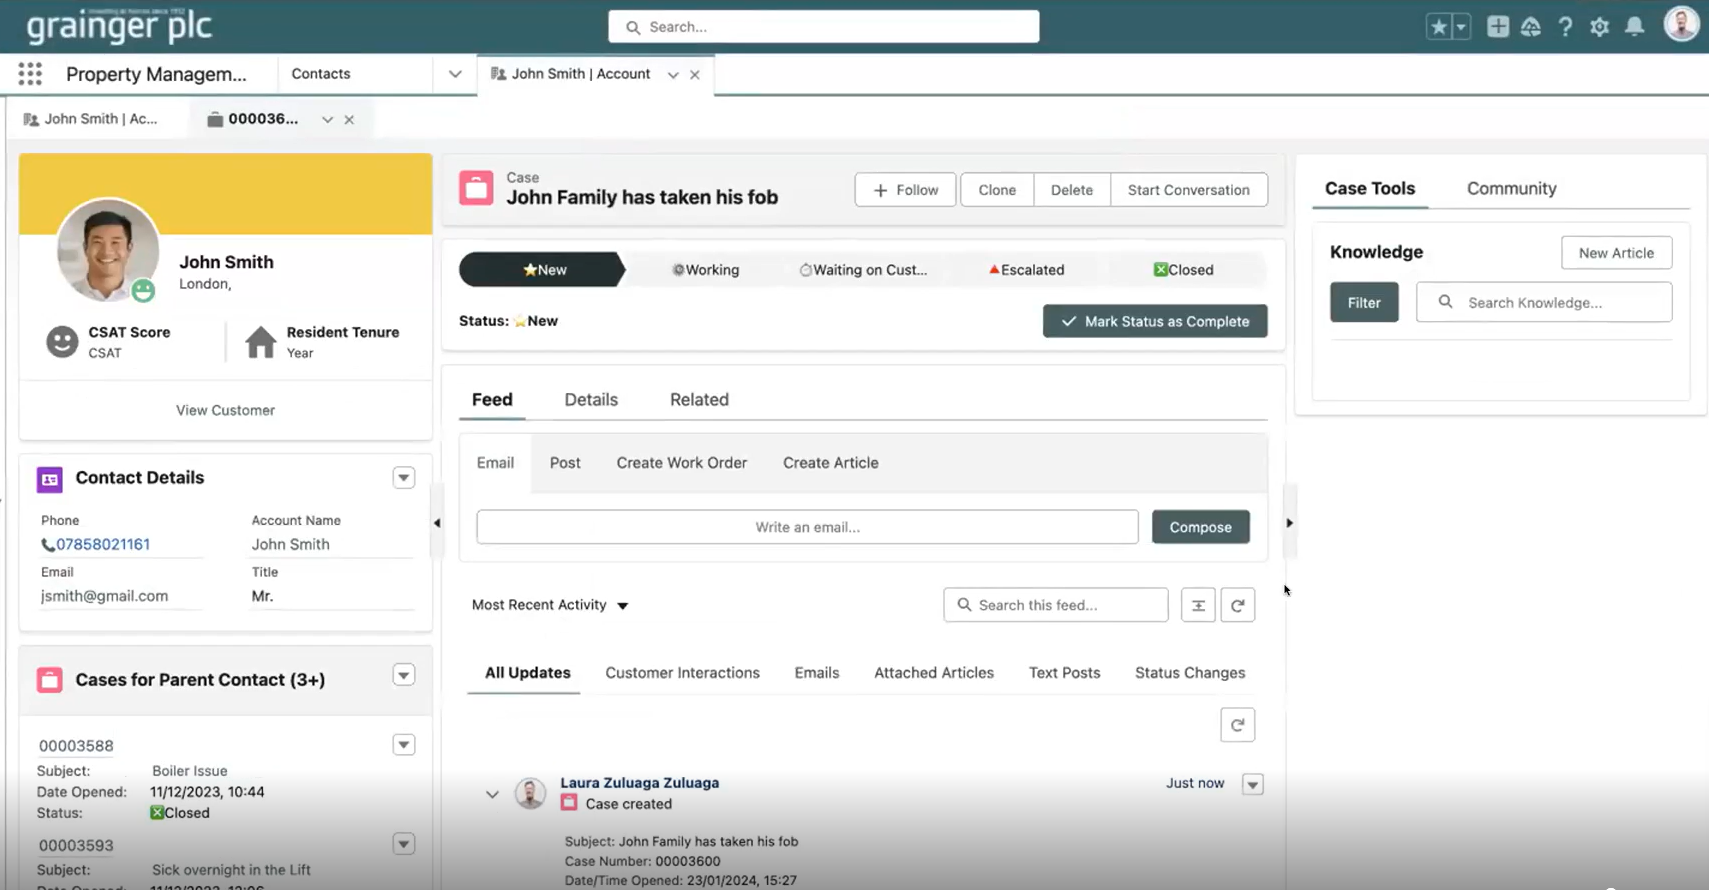 investing in homes since 1912
grainger plc
Search...
Property Managem...
Contacts
John Smith | Account
John Smith | Ac...
000036...
John Smith
London,
CSAT Score
CSAT
Resident Tenure
Year
View Customer
Contact Details
Phone
Account Name
07858021161
John Smith
Email
Title
jsmith@gmail.com
Mr.
Cases for Parent Contact (3+)
00003588
Subject: Boiler Issue
Date Opened: 11/12/2023, 10:44
Status: Closed
00003593
Subject: Sick overnight in the Lift
Case
John Family has taken his fob
Follow
Clone
Delete
Start Conversation
New
Working
Waiting on Cust...
Escalated
Closed
Status: New
Mark Status as Complete
Feed
Details
Related
Email
Post
Create Work Order
Create Article
Write an email...
Compose
Most Recent Activity
Search this feed...
All Updates
Customer Interactions
Emails
Attached Articles
Text Posts
Status Changes
Laura Zuluaga Zuluaga
Just now
Case created
Subject: John Family has taken his fob
Case Number: 00003600
Date/Time Opened: 23/01/2024, 15:27
Case Tools
Community
Knowledge
New Article
Filter
Search Knowledge...